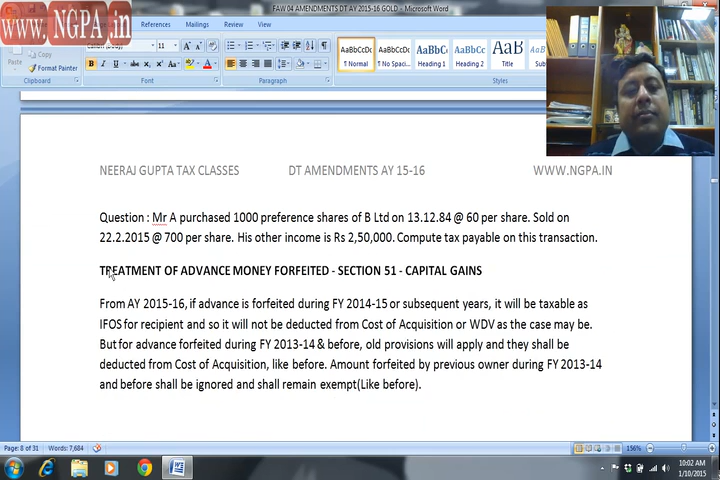 FAW 04 AMENDMENTS DT AY 2015-16 GOLD - Microsoft Word
www.NGPA.in
References Mailings Review View
Copy
Paste
Format Painter
Clipboard
11
Font
Paragraph
AaBbCcDc AaBbCcDc AaBbCc AaBbCc
¶ Normal ¶ No Spaci... Heading 1 Heading 2 Title
Styles
NEERAJ GUPTA TAX CLASSES DT AMENDMENTS AY 15-16 WWW.NGPA.IN
Question : Mr A purchased 1000 preference shares of B Ltd on 13.12.84 @ 60 per share. Sold on
22.2.2015 @ 700 per share. His other income is Rs 2,50,000. Compute tax payable on this transaction.
TREATMENT OF ADVANCE MONEY FORFEITED - SECTION 51 - CAPITAL GAINS
From AY 2015-16, if advance is forfeited during FY 2014-15 or subsequent years, it will be taxable as
IFOS for recipient and so it will not be deducted from Cost of Acquisition or WDV as the case may be.
But for advance forfeited during FY 2013-14 & before, old provisions will apply and they shall be
deducted from Cost of Acquisition, like before. Amount forfeited by previous owner during FY 2013-14
and before shall be ignored and shall remain exempt(Like before).
Page: 8 of 31 Words: 7,684
156%
10:02 AM
1/10/2015